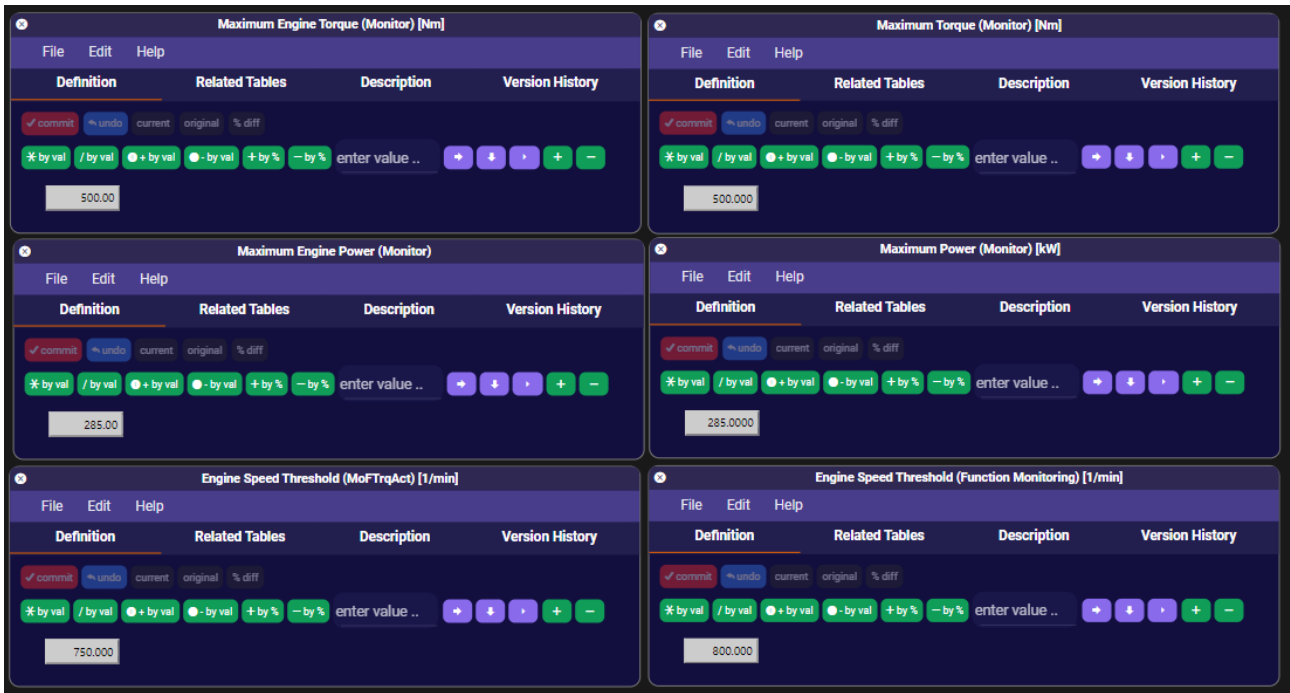 Maximum Engine Torque (Monitor) [Nm]
File Edit Help
Definition Related Tables Description Version History
commit undo current original % diff
* by val / by val + by val - by val + by % - by % enter value ..
500.00
Maximum Torque (Monitor) [Nm]
File Edit Help
Definition Related Tables Description Version History
commit undo current original % diff
* by val / by val + by val - by val + by % - by % enter value ..
500.000
Maximum Engine Power (Monitor)
File Edit Help
Definition Related Tables Description Version History
commit undo current original % diff
* by val / by val + by val - by val + by % - by % enter value ..
285.00
Maximum Power (Monitor) [kW]
File Edit Help
Definition Related Tables Description Version History
commit undo current original % diff
* by val / by val + by val - by val + by % - by % enter value ..
285.0000
Engine Speed Threshold (MoFTrqAct) [1/min]
File Edit Help
Definition Related Tables Description Version History
commit undo current original % diff
* by val / by val + by val - by val + by % - by % enter value ..
750.000
Engine Speed Threshold (Function Monitoring) [1/min]
File Edit Help
Definition Related Tables Description Version History
commit undo current original % diff
* by val / by val + by val - by val + by % - by % enter value ..
800.000